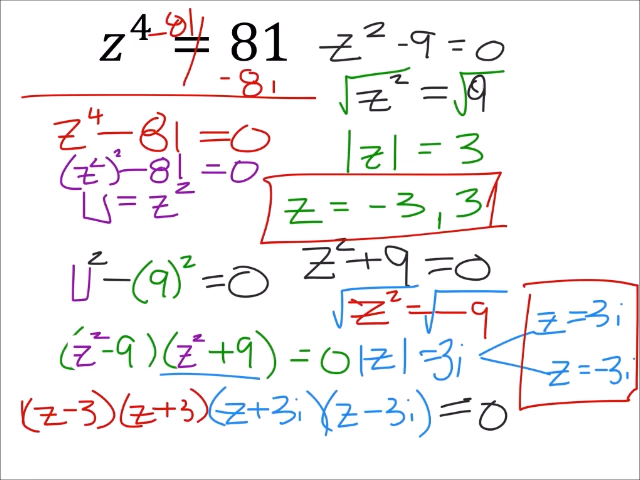 z⁴ = 81
-81 -81
z⁴ - 81 = 0
(z²)² - 81 = 0
U = z²
U² - (9)² = 0
(z² - 9)(z² + 9) = 0
(z - 3)(z + 3)(z + 3i)(z - 3i) = 0
z² - 9 = 0
√z² = √9
|z| = 3
z = -3, 3
z² + 9 = 0
√z² = √-9
|z| = 3i
z = 3i
z = -3i